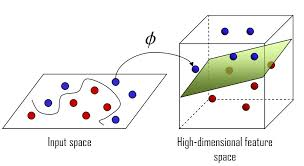 ϕ
Input space
High-dimensional feature
space